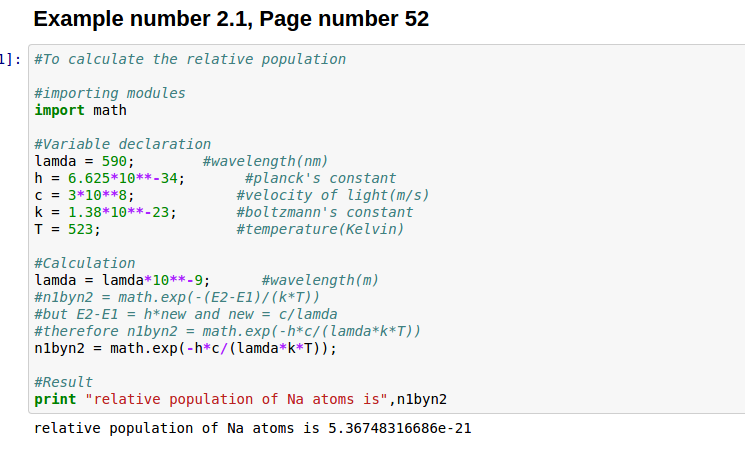 Example number 2.1, Page number 52
1]: #To calculate the relative population
#importing modules
import math
#Variable declaration
lamda = 590; #wavelength(nm)
h = 6.625*10**-34; #planck's constant
c = 3*10**8; #velocity of light(m/s)
k = 1.38*10**-23; #boltzmann's constant
T = 523; #temperature(Kelvin)
#Calculation
lamda = lamda*10**-9; #wavelength(m)
#n1byn2 = math.exp(-(E2-E1)/(k*T))
#but E2-E1 = h*new and new = c/lamda
#therefore n1byn2 = math.exp(-h*c/(lamda*k*T))
n1byn2 = math.exp(-h*c/(lamda*k*T));
#Result
print "relative population of Na atoms is",n1byn2
relative population of Na atoms is 5.36748316686e-21